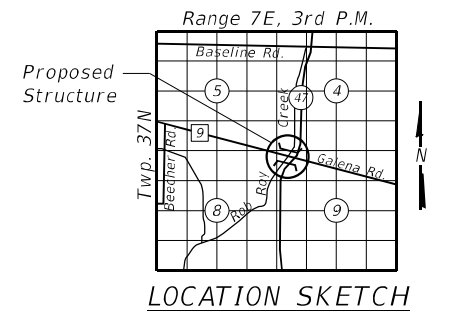 Range 7E, 3rd P.M.
Baseline Rd.
Proposed
Structure
5
Creek
47
4
Twp. 37N
Beecher Rd.
9
Galena Rd.
N
8
Rob Roy
9
LOCATION SKETCH